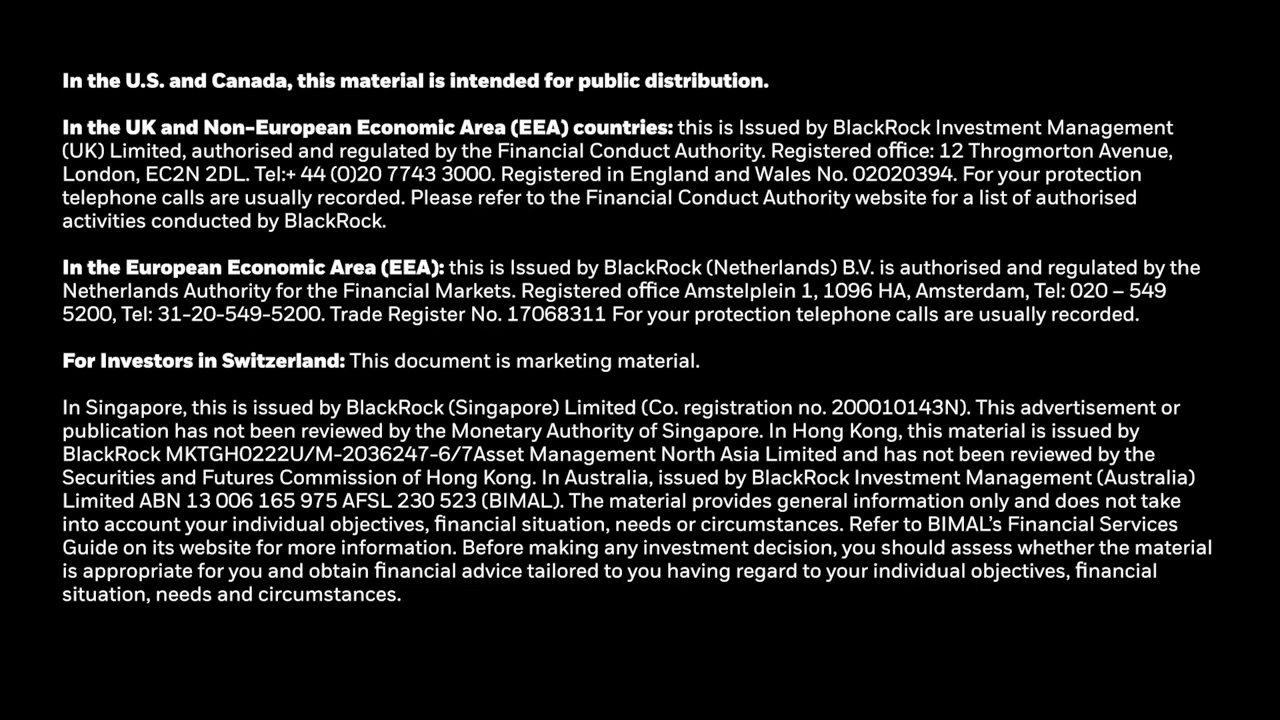 In the U.S. and Canada, this material is intended for public distribution.
In the UK and Non-European Economic Area (EEA) countries: this is Issued by BlackRock Investment Management
(UK) Limited, authorised and regulated by the Financial Conduct Authority. Registered office: 12 Throgmorton Avenue,
London, EC2N 2DL. Tel:+ 44 (0)20 7743 3000. Registered in England and Wales No. 02020394. For your protection
telephone calls are usually recorded. Please refer to the Financial Conduct Authority website for a list of authorised
activities conducted by BlackRock.
In the European Economic Area (EEA): this is Issued by BlackRock (Netherlands) B.V. is authorised and regulated by the
Netherlands Authority for the Financial Markets. Registered office Amstelplein 1, 1096 HA, Amsterdam, Tel: 020 – 549
5200, Tel: 31-20-549-5200. Trade Register No. 17068311 For your protection telephone calls are usually recorded.
For Investors in Switzerland: This document is marketing material.
In Singapore, this is issued by BlackRock (Singapore) Limited (Co. registration no. 200010143N). This advertisement or
publication has not been reviewed by the Monetary Authority of Singapore. In Hong Kong, this material is issued by
BlackRock MKTGH0222U/M-2036247-6/7Asset Management North Asia Limited and has not been reviewed by the
Securities and Futures Commission of Hong Kong. In Australia, issued by BlackRock Investment Management (Australia)
Limited ABN 13 006 165 975 AFSL 230 523 (BIMAL). The material provides general information only and does not take
into account your individual objectives, financial situation, needs or circumstances. Refer to BIMAL's Financial Services
Guide on its website for more information. Before making any investment decision, you should assess whether the material
is appropriate for you and obtain financial advice tailored to you having regard to your individual objectives, financial
situation, needs and circumstances.